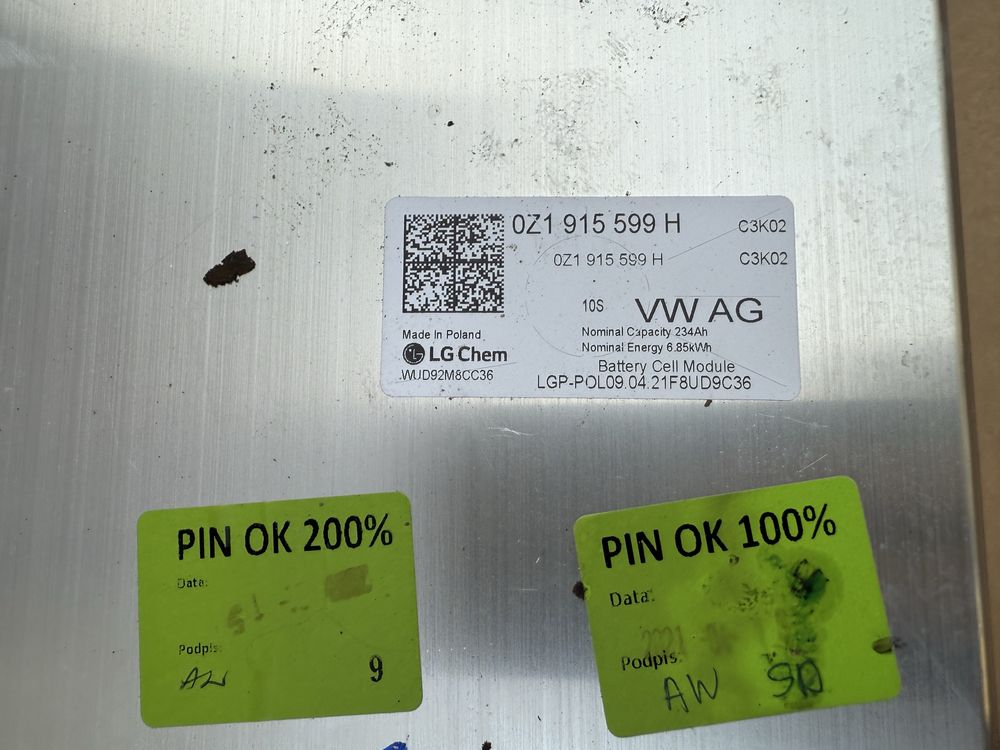 0Z1 915 599 H C3K02
0Z1 915 599 H C3K02
10S VW AG
Nominal Capacity 234Ah
Nominal Energy 6.85kWh
Made In Poland
LG Chem
Battery Cell Module
WUD92M8CC36
LGP-POL09.04.21F8UD9C36
PIN OK 200%
Data:
Podpis:
AW 9
PIN OK 100%
Data:
2021
Podpis:
AW